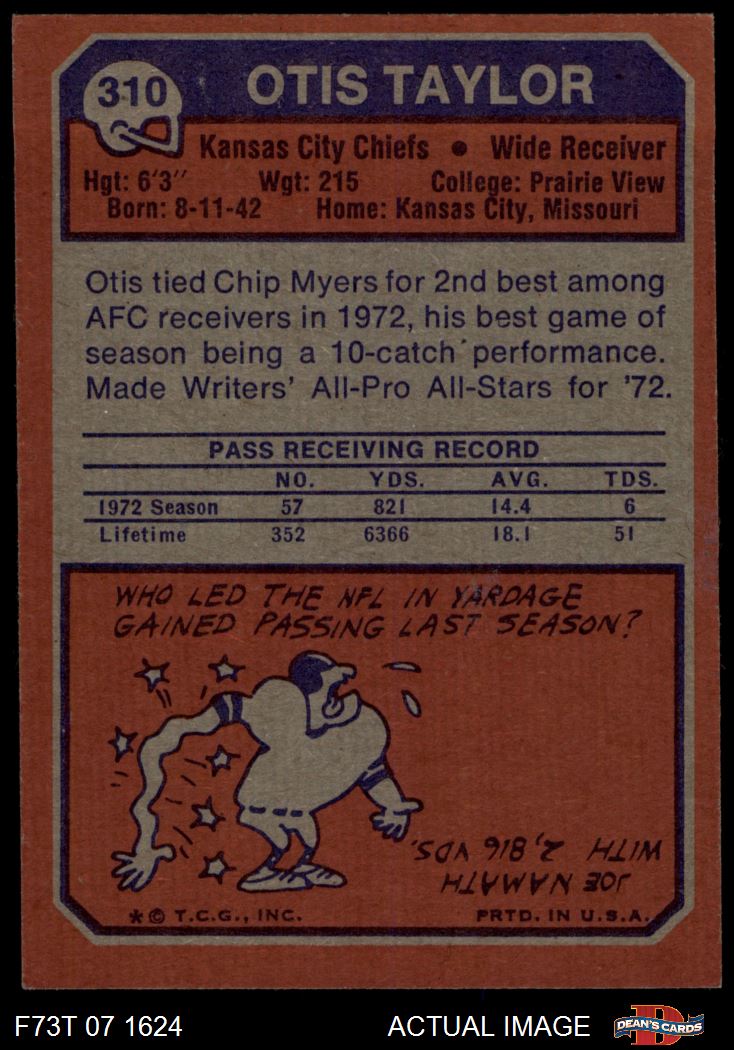 310
OTIS TAYLOR
Kansas City Chiefs • Wide Receiver
Hgt: 6'3" Wgt: 215 College: Prairie View
Born: 8-11-42 Home: Kansas City, Missouri
Otis tied Chip Myers for 2nd best among
AFC receivers in 1972, his best game of
season being a 10-catch performance.
Made Writers' All-Pro All-Stars for '72.
PASS RECEIVING RECORD
NO. YDS. AVG. TDS.
1972 Season 57 821 14.4 6
Lifetime 352 6366 18.1 51
WHO LED THE NFL IN YARDAGE
GAINED PASSING LAST SEASON?
JOE NAMATH
WITH 2,816 YDS.
* © T.C.G., INC. PRTD. IN U.S.A.
F73T 07 1624 ACTUAL IMAGE
D
DEAN'S CARDS